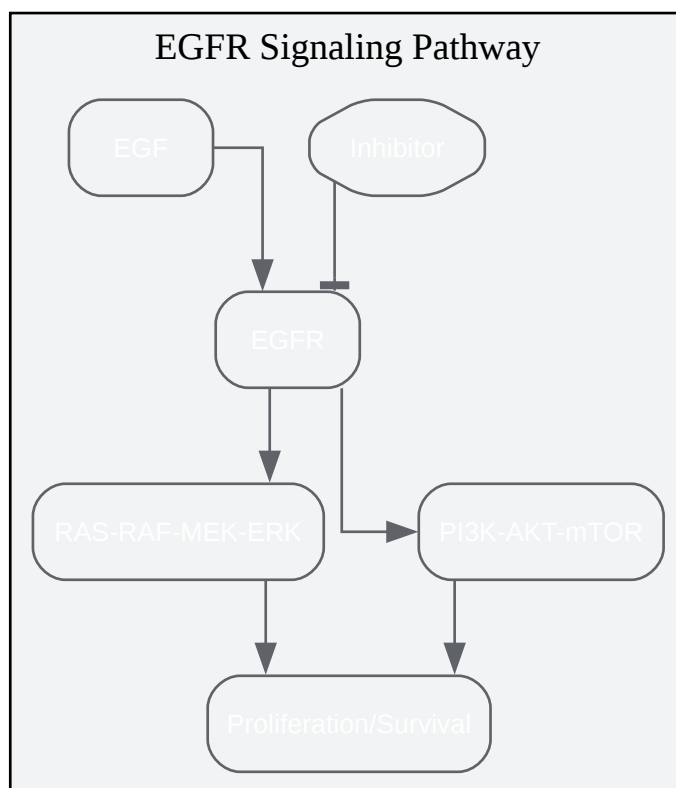 EGFR Signaling Pathway
EGF
Inhibitor
EGFR
RAS-RAF-MEK-ERK
PI3K-AKT-mTOR
Proliferation/Survival